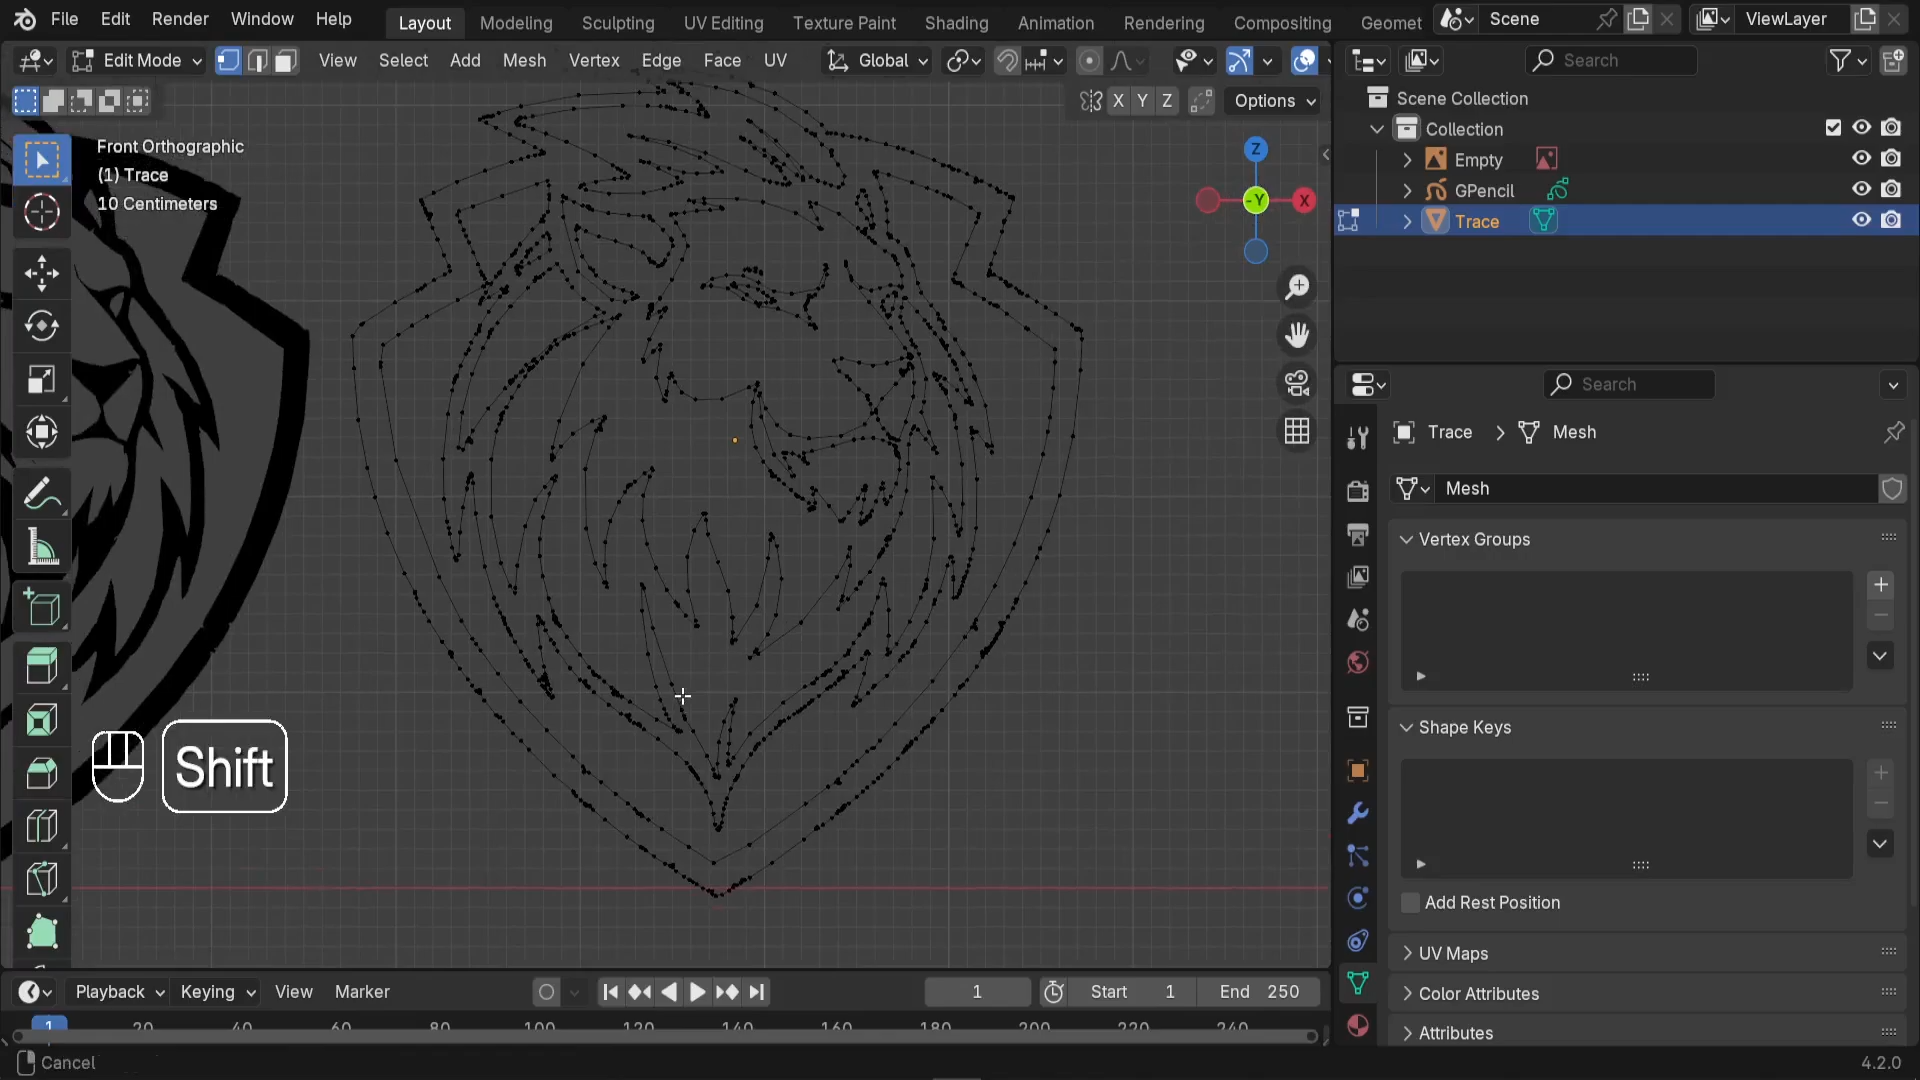 File Edit Render Window Help Layout Modeling Sculpting UV Editing Texture Paint Shading Animation Rendering Compositing Geomet Scene ViewLayer
Edit Mode View Select Add Mesh Vertex Edge Face UV Global Search
X Y Z Options
Front Orthographic
(1) Trace
10 Centimeters
Z
-Y
X
Shift
Scene Collection
Collection
Empty
GPencil
Trace
Search
Trace Mesh
Mesh
Vertex Groups
Shape Keys
Add Rest Position
UV Maps
Color Attributes
Attributes
Playback Keying View Marker 1 Start 1 End 250
1 20 40 60 80 100 120 140 160 180 200 220 240
Cancel 4.2.0